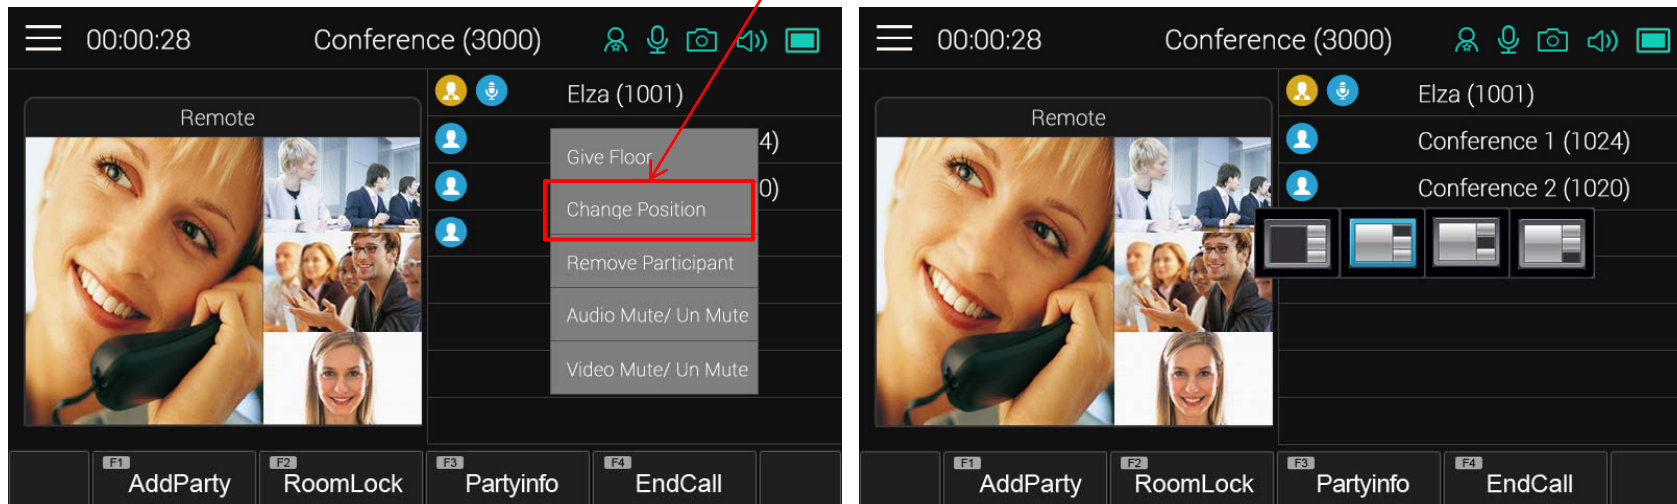 00:00:28 Conference (3000)
Remote
Elza (1001)
4)
0)
Give Floor
Change Position
Remove Participant
Audio Mute/ Un Mute
Video Mute/ Un Mute
F1 AddParty F2 RoomLock F3 Partyinfo F4 EndCall
00:00:28 Conference (3000)
Remote
Elza (1001)
Conference 1 (1024)
Conference 2 (1020)
F1 AddParty F2 RoomLock F3 Partyinfo F4 EndCall